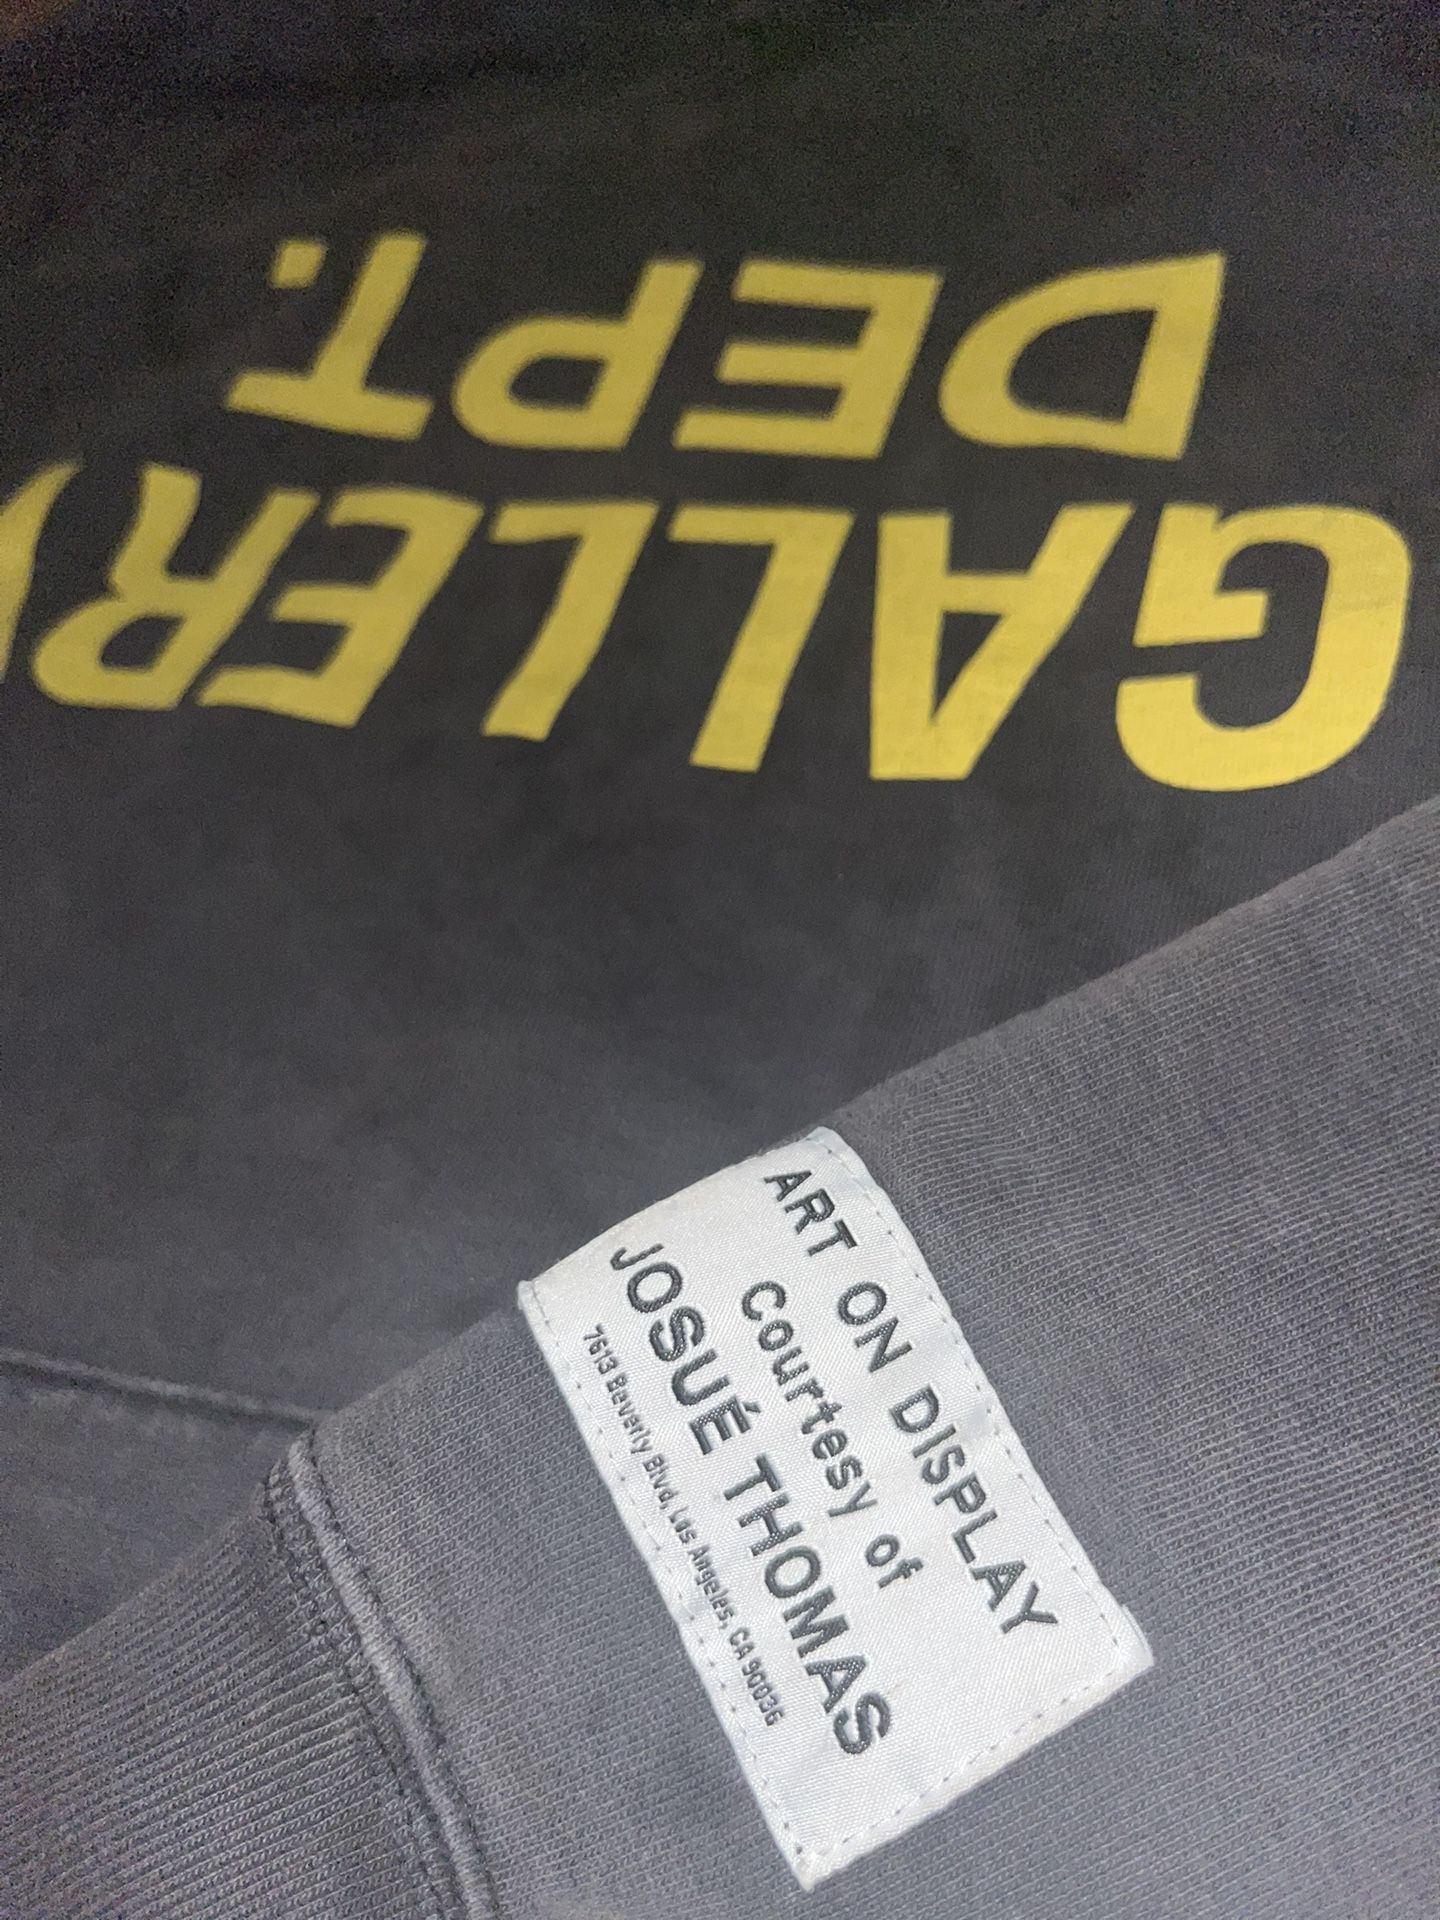 GALLERY
DEPT.
ART ON DISPLAY
Courtesy of
JOSUÉ THOMAS
7613 Beverly Blvd, Los Angeles, CA 90036